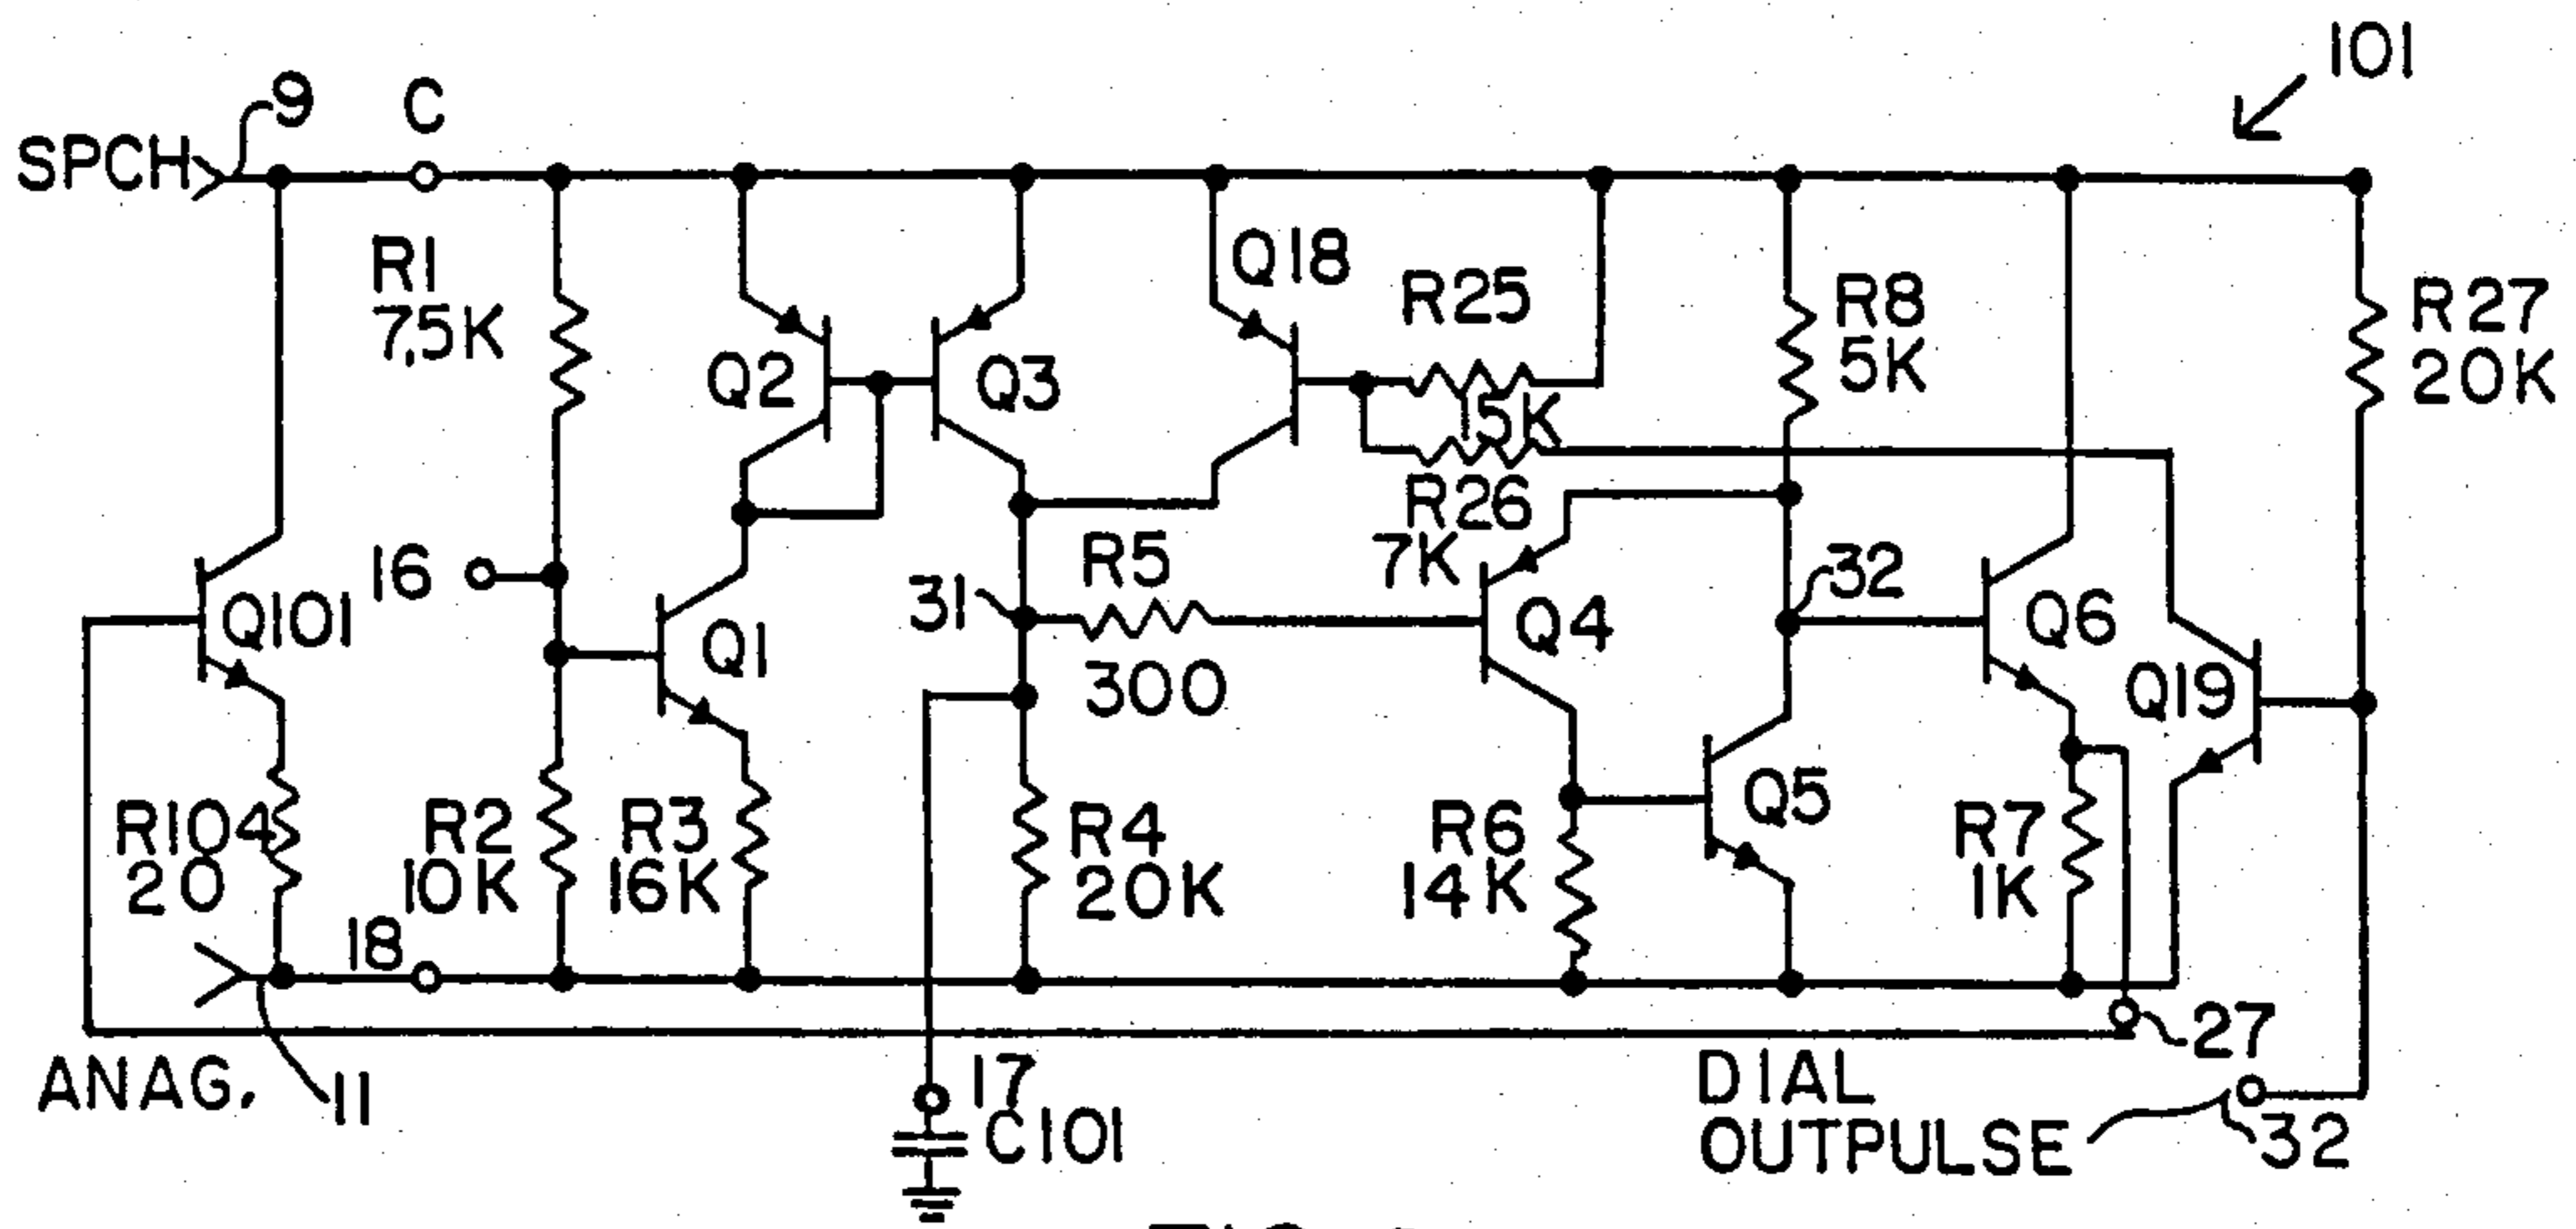 101
9
C
SPCH
R1
7.5K
Q2
Q3
Q18
R25
15K
R26
7K
R8
5K
R27
20K
16
Q101
Q1
31
R5
300
Q4
32
Q6
Q19
R104
20
R2
10K
R3
16K
R4
20K
R6
14K
Q5
R7
1K
18
ANAG.
11
17
C101
27
DIAL
OUTPULSE
32